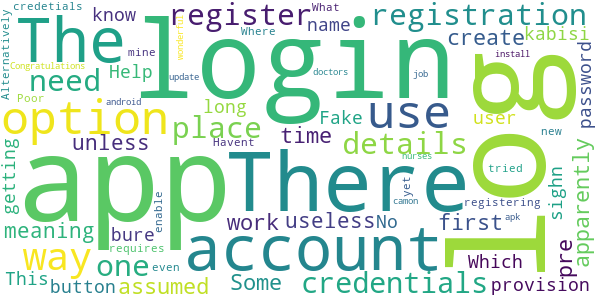 credetials
Alternatively
The
mine
know
Congratulations
wonderful
login
register
What
name
Where
registration
create
kabisi
password
need
Help
update
Poor
android
long
doctors
job
install
use
log
user
new
option
place
Fake
details
unless
time
Havent
getting
app
There
nurses
yet
camon
tried
sighn
apparently
meaning
bure
enable
work
useless
No
first
registering
apk
way
one
requires
account
Which
pre
provision
This
button
even
assumed
Some
credentials